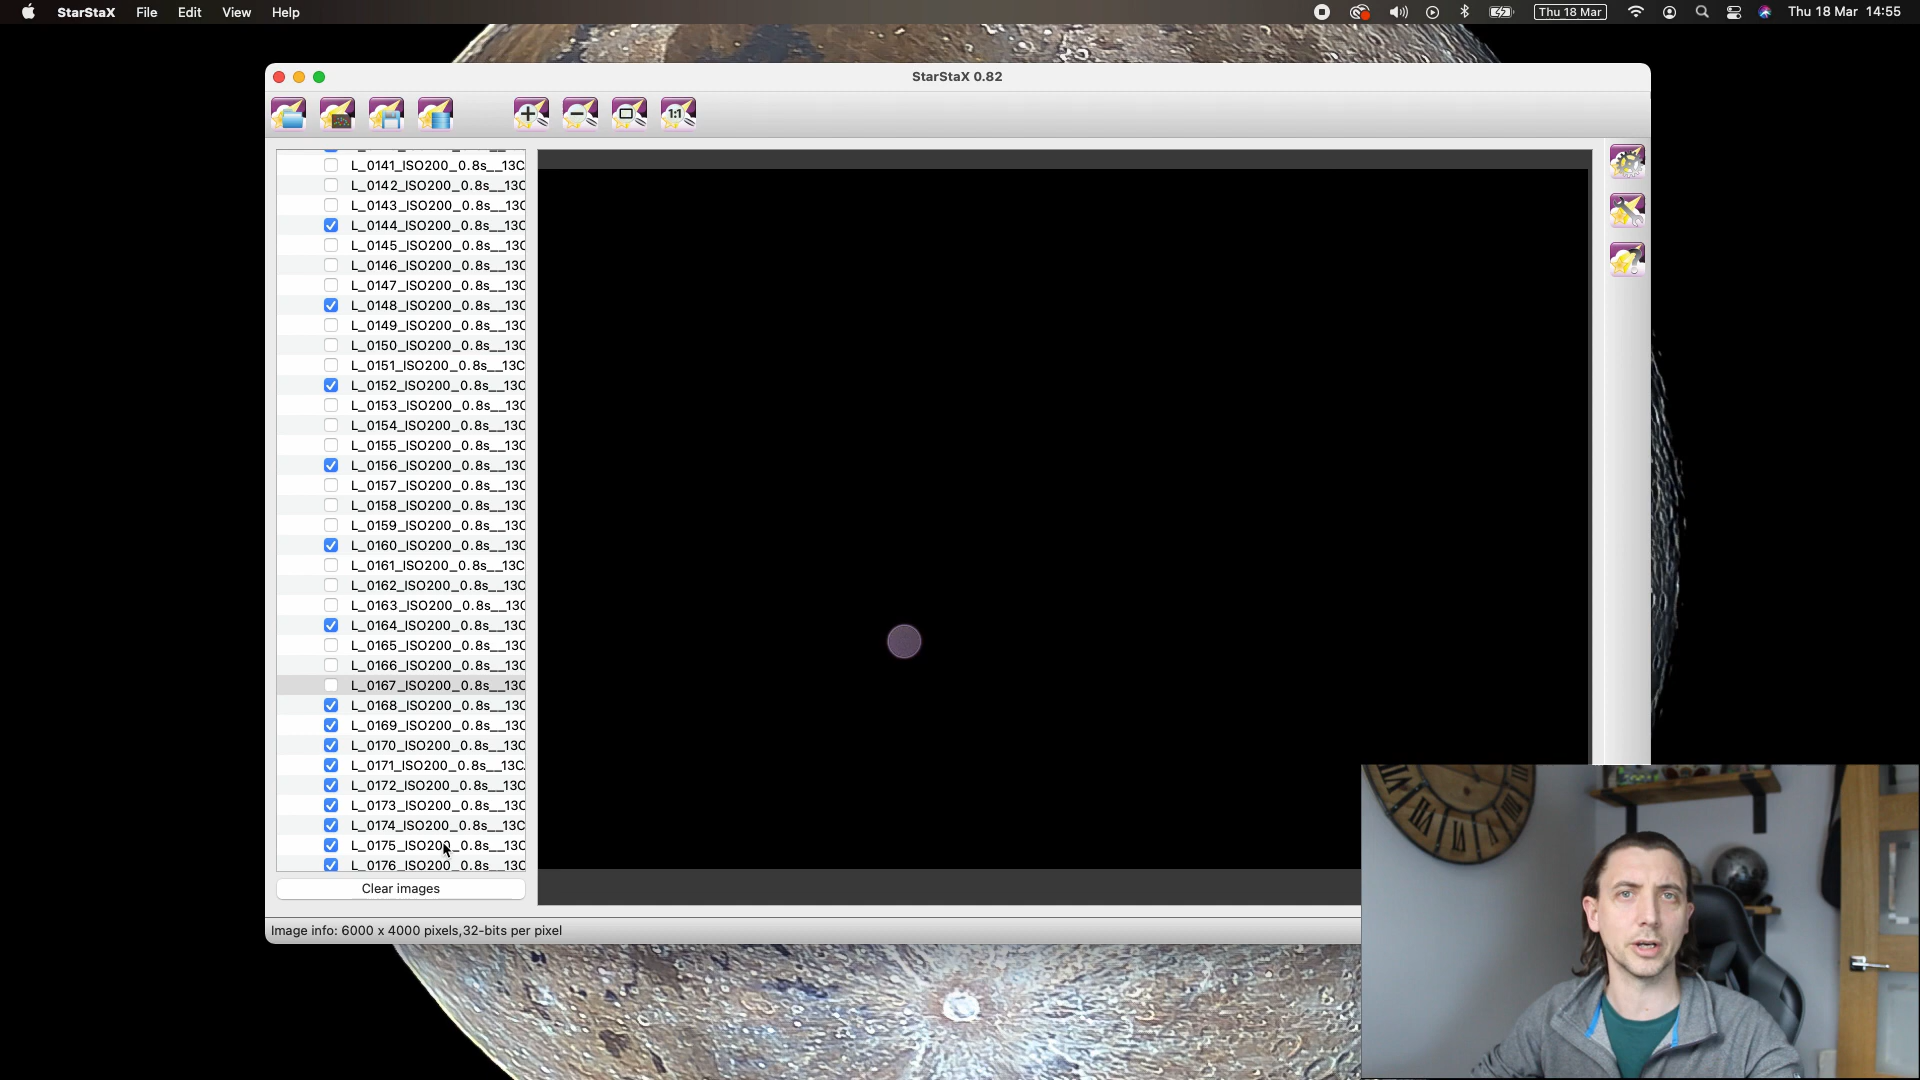 StarStaX File Edit View Help
Thu 18 Mar
Thu 18 Mar 14:55
StarStaX 0.82
1:1
L_0141_ISO200_0.8s__13C
L_0142_ISO200_0.8s__13C
L_0143_ISO200_0.8s__13C
L_0144_ISO200_0.8s__13C
L_0145_ISO200_0.8s__13C
L_0146_ISO200_0.8s__13C
L_0147_ISO200_0.8s__13C
L_0148_ISO200_0.8s__13C
L_0149_ISO200_0.8s__13C
L_0150_ISO200_0.8s__13C
L_0151_ISO200_0.8s__13C
L_0152_ISO200_0.8s__13C
L_0153_ISO200_0.8s__13C
L_0154_ISO200_0.8s__13C
L_0155_ISO200_0.8s__13C
L_0156_ISO200_0.8s__13C
L_0157_ISO200_0.8s__13C
L_0158_ISO200_0.8s__13C
L_0159_ISO200_0.8s__13C
L_0160_ISO200_0.8s__13C
L_0161_ISO200_0.8s__13C
L_0162_ISO200_0.8s__13C
L_0163_ISO200_0.8s__13C
L_0164_ISO200_0.8s__13C
L_0165_ISO200_0.8s__13C
L_0166_ISO200_0.8s__13C
L_0167_ISO200_0.8s__13C
L_0168_ISO200_0.8s__13C
L_0169_ISO200_0.8s__13C
L_0170_ISO200_0.8s__13C
L_0171_ISO200_0.8s__13C
L_0172_ISO200_0.8s__13C
L_0173_ISO200_0.8s__13C
L_0174_ISO200_0.8s__13C
L_0175_ISO200_0.8s__13C
L_0176_ISO200_0.8s__13C
Clear images
Image info: 6000 x 4000 pixels,32-bits per pixel